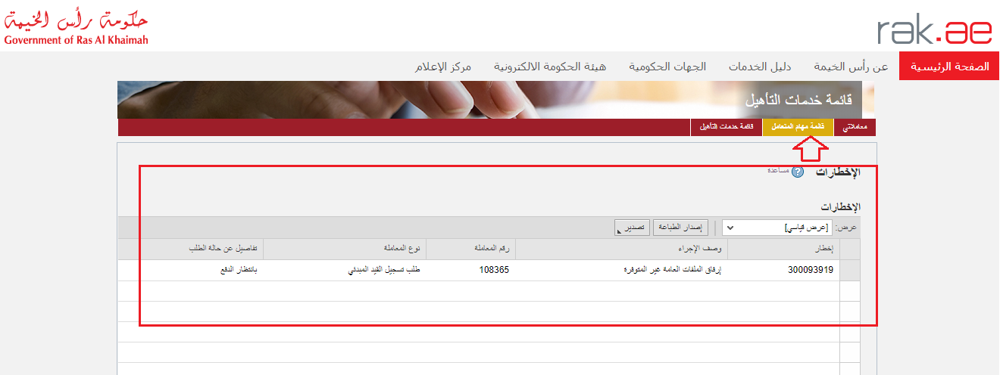 حكومة رأس الخيمة
Government of Ras Al Khaimah
rak.ae
الصفحة الرئيسية عن رأس الخيمة دليل الخدمات الجهات الحكومية هيئة الحكومة الالكترونية مركز الإعلام
قائمة خدمات التأهيل
معاملاتي قائمة مهام المتعامل قائمة خدمات التأهيل
الإخطارات ? مساعدة
الإخطارات
عرض: [عرض قياسي] إصدار الطباعة تصدير
إخطار وصف الإجراء رقم المعاملة نوع المعاملة تفاصيل عن حالة الطلب
300093919 إرفاق الملفات العامة غير المتوفرة 108365 طلب تسجيل القيد المبدئي بانتظار الدفع